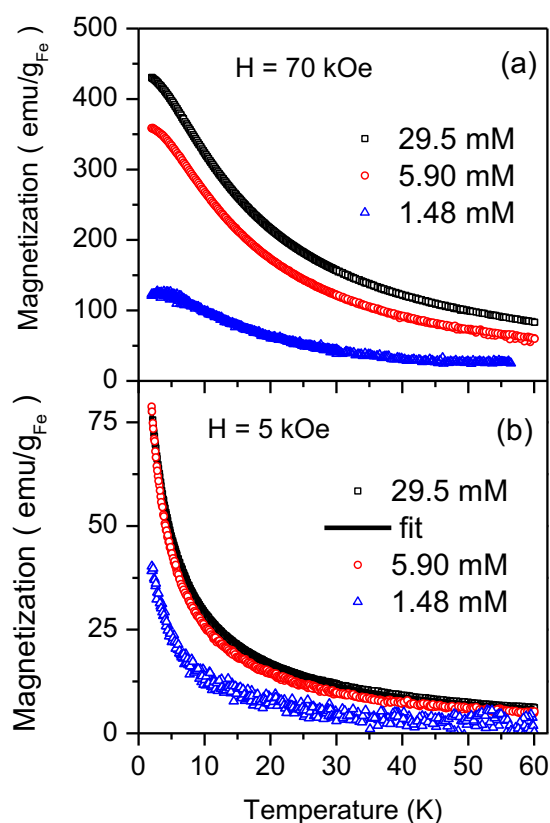 500
400
300
200
100
0
Magnetization ( emu/g_Fe )
H = 70 kOe
(a)
29.5 mM
5.90 mM
1.48 mM
75
50
25
0
Magnetization ( emu/g_Fe )
H = 5 kOe
(b)
29.5 mM
fit
5.90 mM
1.48 mM
0 10 20 30 40 50 60
Temperature (K)